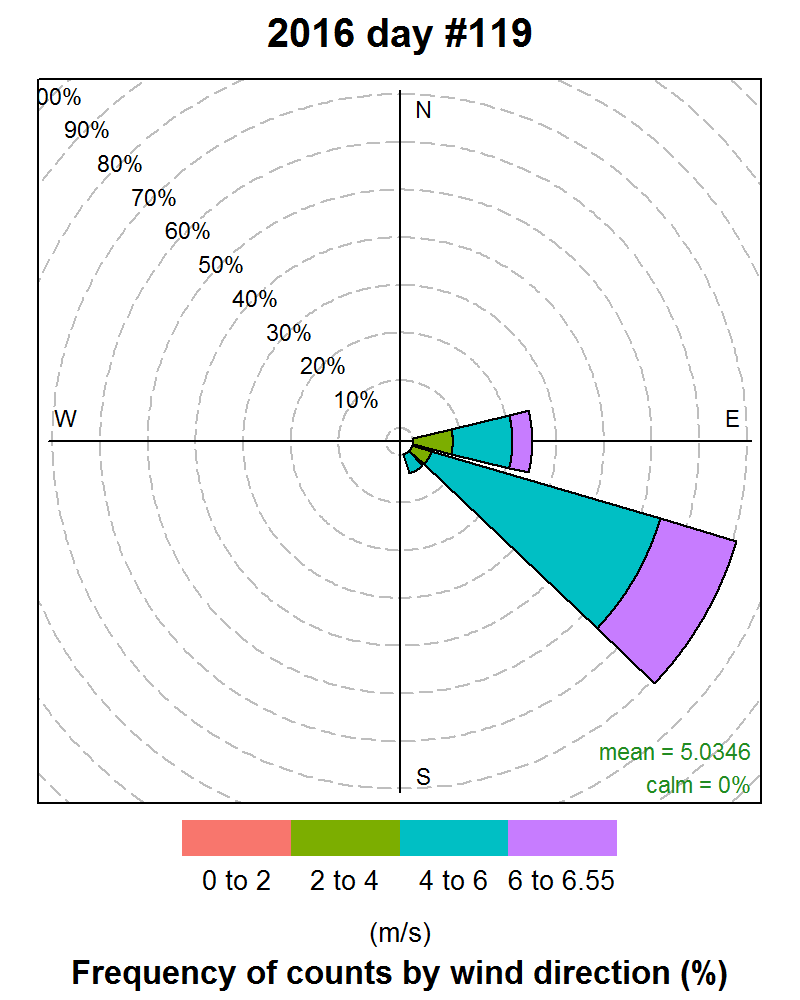 2016 day #119
00%
N
90%
80%
70%
60%
50%
40%
30%
20%
10%
W
E
S
mean = 5.0346
calm = 0%
0 to 2 2 to 4 4 to 6 6 to 6.55
(m/s)
Frequency of counts by wind direction (%)